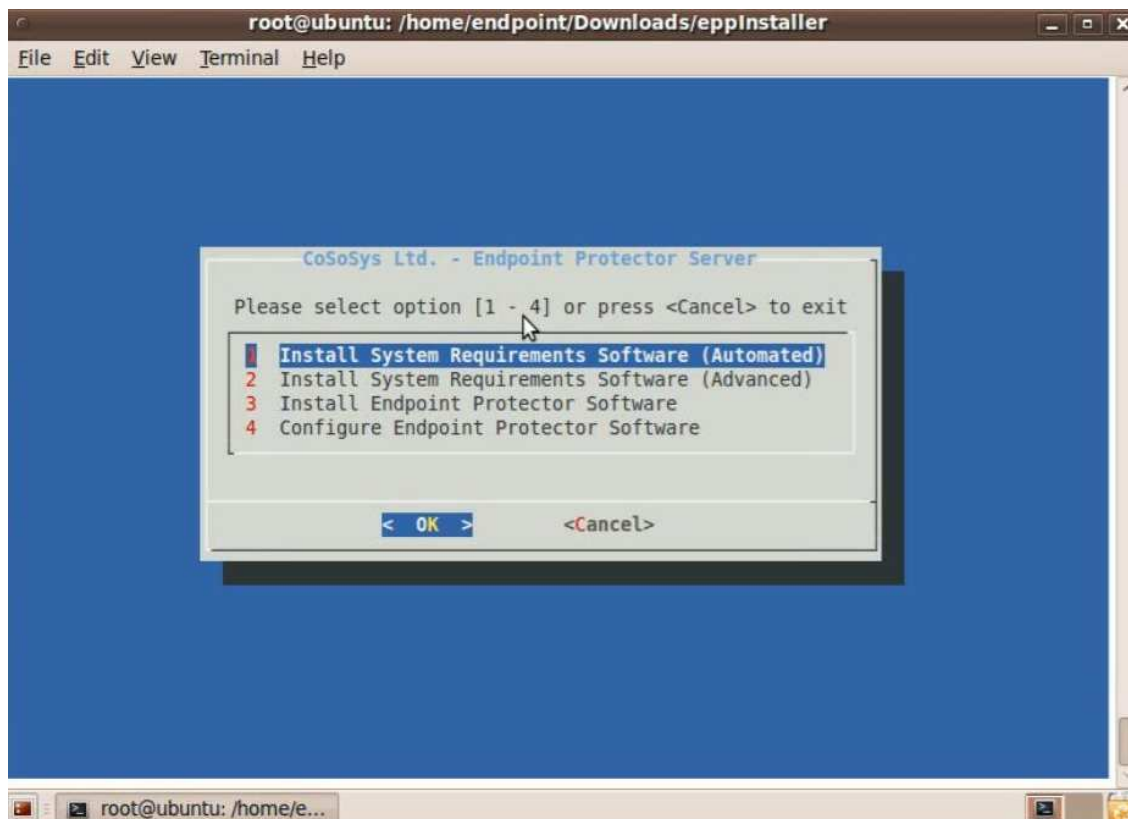 root@ubuntu: /home/endpoint/Downloads/eppInstaller
File Edit View Terminal Help
CoSoSys Ltd. - Endpoint Protector Server
Please select option [1 - 4] or press <Cancel> to exit
1 Install System Requirements Software (Automated)
2 Install System Requirements Software (Advanced)
3 Install Endpoint Protector Software
4 Configure Endpoint Protector Software
< OK > <Cancel>
root@ubuntu: /home/e...